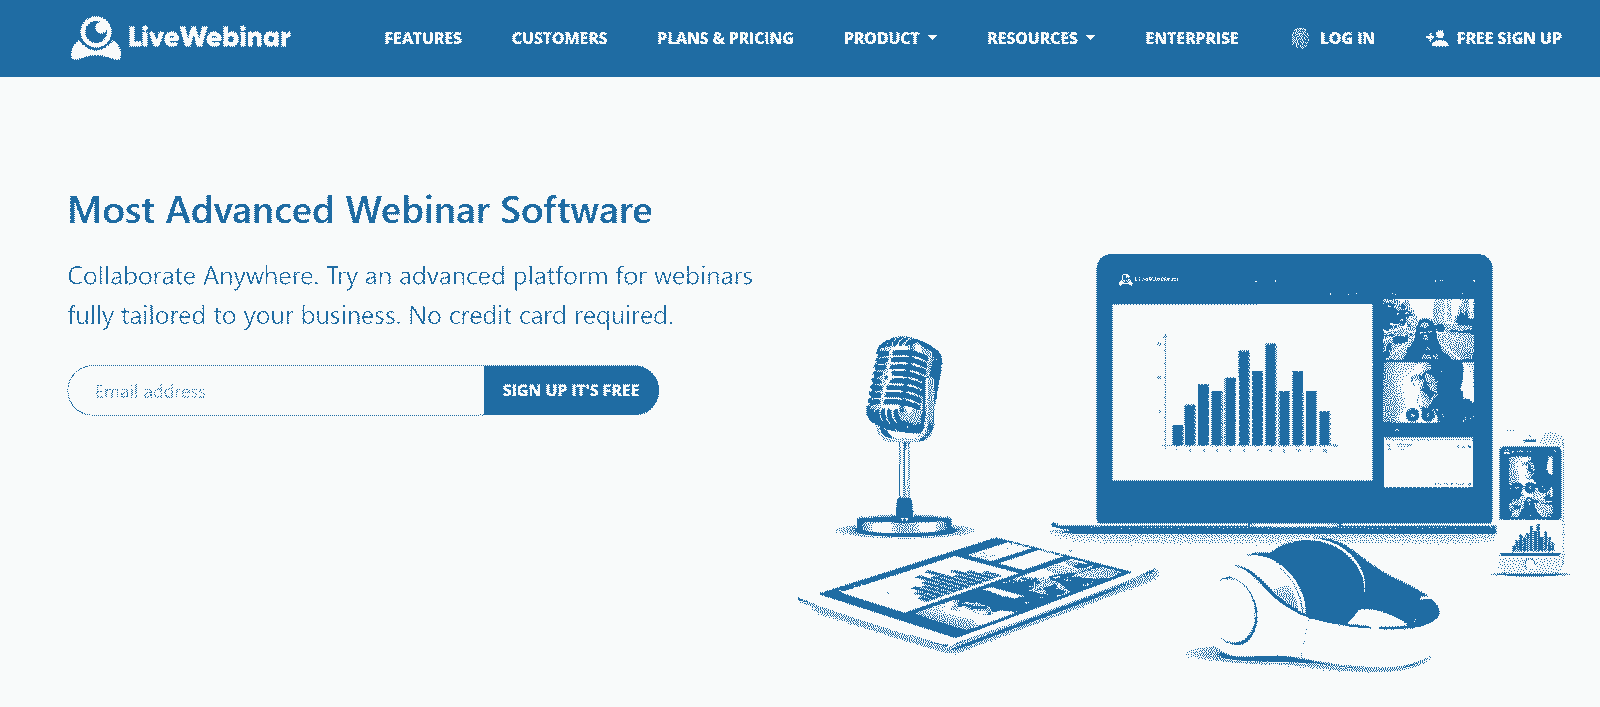 LiveWebinar
FEATURES
CUSTOMERS
PLANS & PRICING
PRODUCT
RESOURCES
ENTERPRISE
LOG IN
FREE SIGN UP
Most Advanced Webinar Software
Collaborate Anywhere. Try an advanced platform for webinars
fully tailored to your business. No credit card required.
Email address
SIGN UP IT'S FREE
LiveWebinar